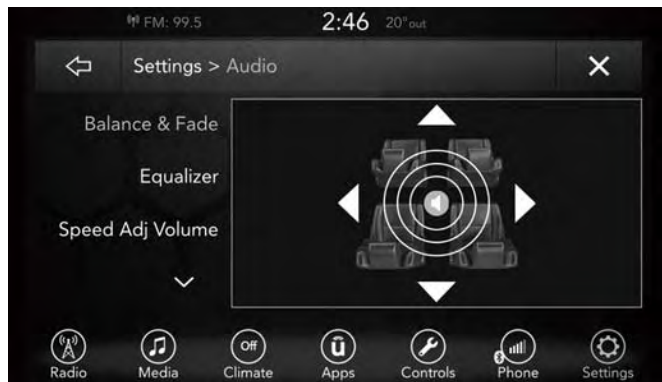 FM: 99.5 2:46 20° out
Settings > Audio
Balance & Fade
Equalizer
Speed Adj Volume
Off
ū
Radio Media Climate Apps Controls Phone Settings